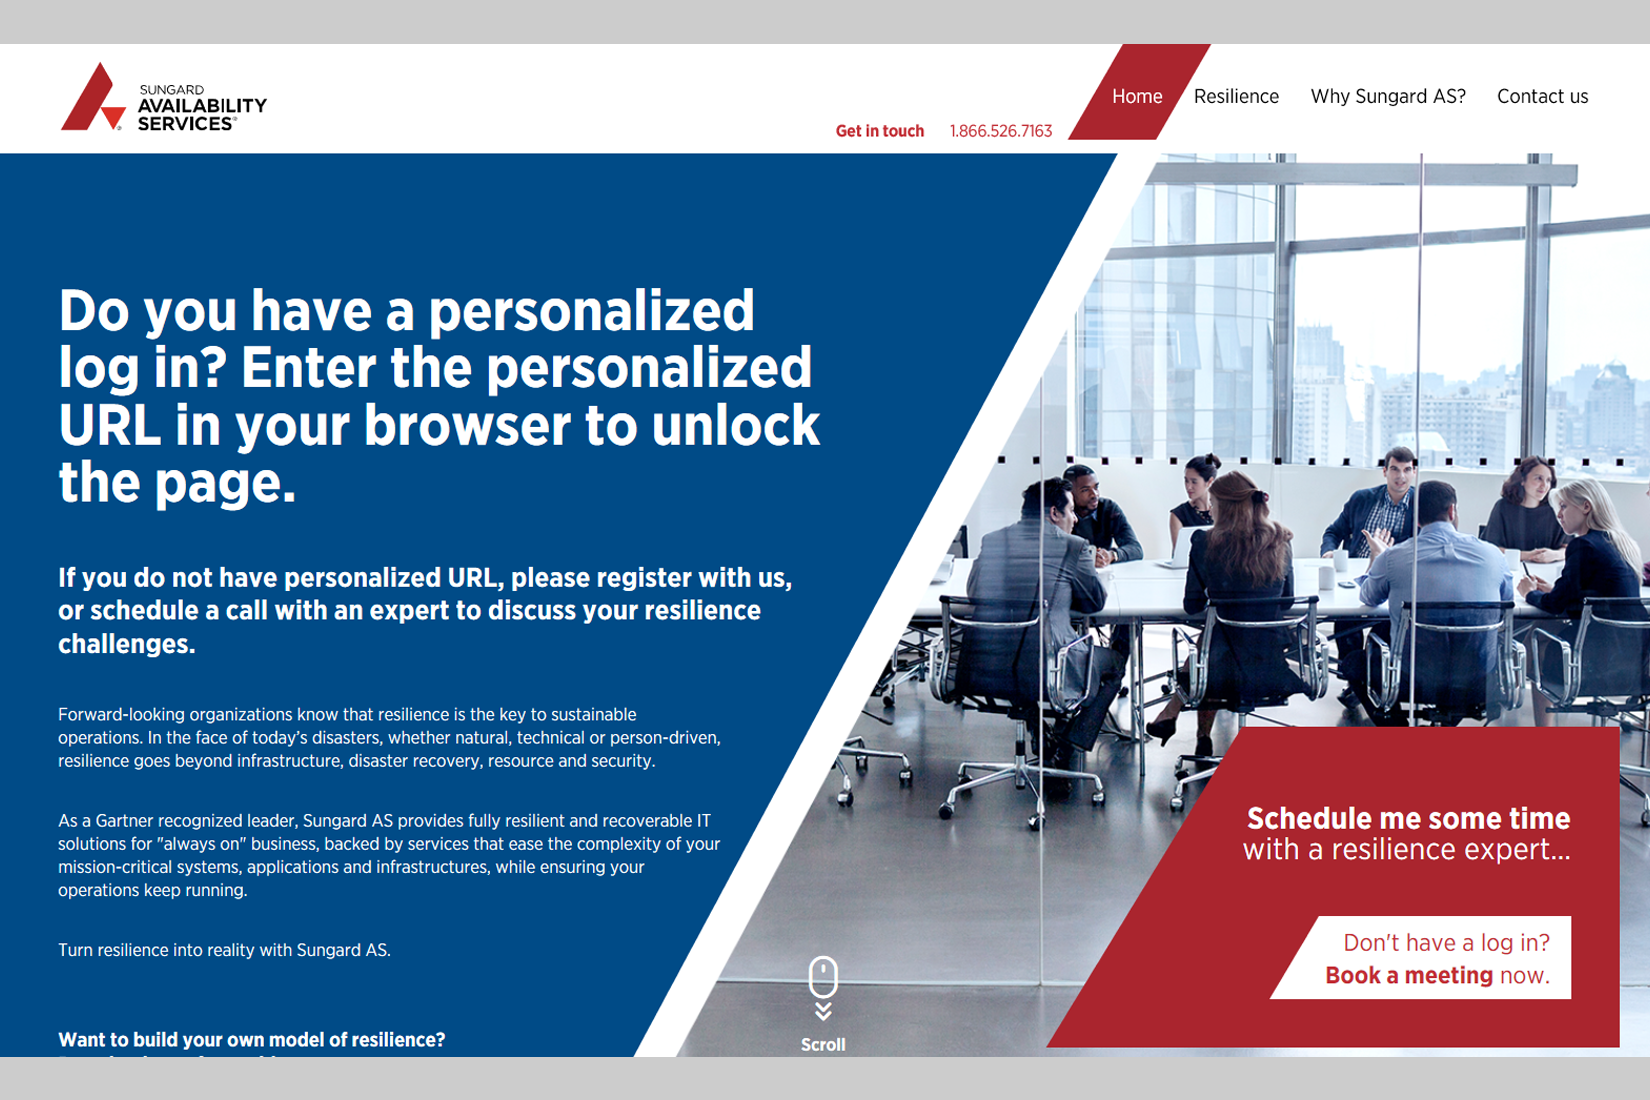 SUNGARD
AVAILABILITY
SERVICES®
Get in touch 1.866.526.7163
Home Resilience Why Sungard AS? Contact us
Do you have a personalized
log in? Enter the personalized
URL in your browser to unlock
the page.
If you do not have personalized URL, please register with us,
or schedule a call with an expert to discuss your resilience
challenges.
Forward-looking organizations know that resilience is the key to sustainable
operations. In the face of today’s disasters, whether natural, technical or person-driven,
resilience goes beyond infrastructure, disaster recovery, resource and security.
As a Gartner recognized leader, Sungard AS provides fully resilient and recoverable IT
solutions for "always on" business, backed by services that ease the complexity of your
mission-critical systems, applications and infrastructures, while ensuring your
operations keep running.
Turn resilience into reality with Sungard AS.
Want to build your own model of resilience?
Scroll
Schedule me some time
with a resilience expert...
Don't have a log in?
Book a meeting now.